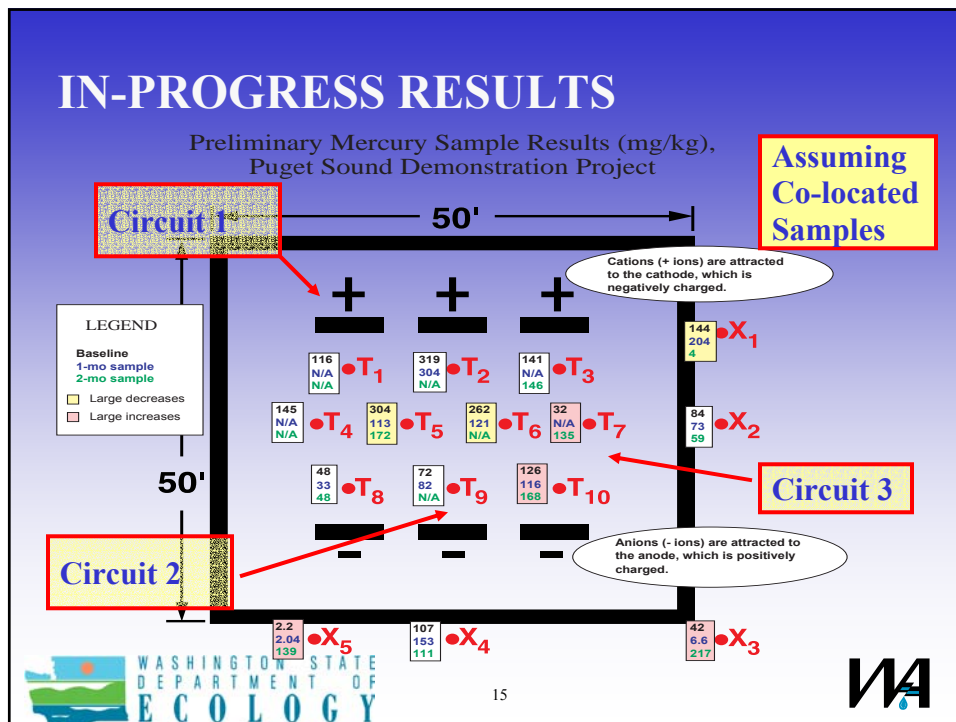 IN-PROGRESS RESULTS
Preliminary Mercury Sample Results (mg/kg),
Puget Sound Demonstration Project
Assuming
Co-located
Samples
Circuit 1
50'
Cations (+ ions) are attracted
to the cathode, which is
negatively charged.
+ + +
LEGEND
Baseline
1-mo sample
2-mo sample
Large decreases
Large increases
144
204
4
X1
116
N/A
N/A
T1
319
304
N/A
T2
141
N/A
146
T3
145
N/A
N/A
T4
304
113
172
T5
262
121
N/A
T6
32
N/A
135
T7
84
73
59
X2
50'
48
33
48
T8
72
82
N/A
T9
126
116
168
T10
Circuit 3
- - -
Anions (- ions) are attracted to
the anode, which is positively
charged.
Circuit 2
2.2
2.04
139
X5
107
153
111
X4
42
6.6
217
X3
WASHINGTON STATE
DEPARTMENT OF
ECOLOGY
15
WA